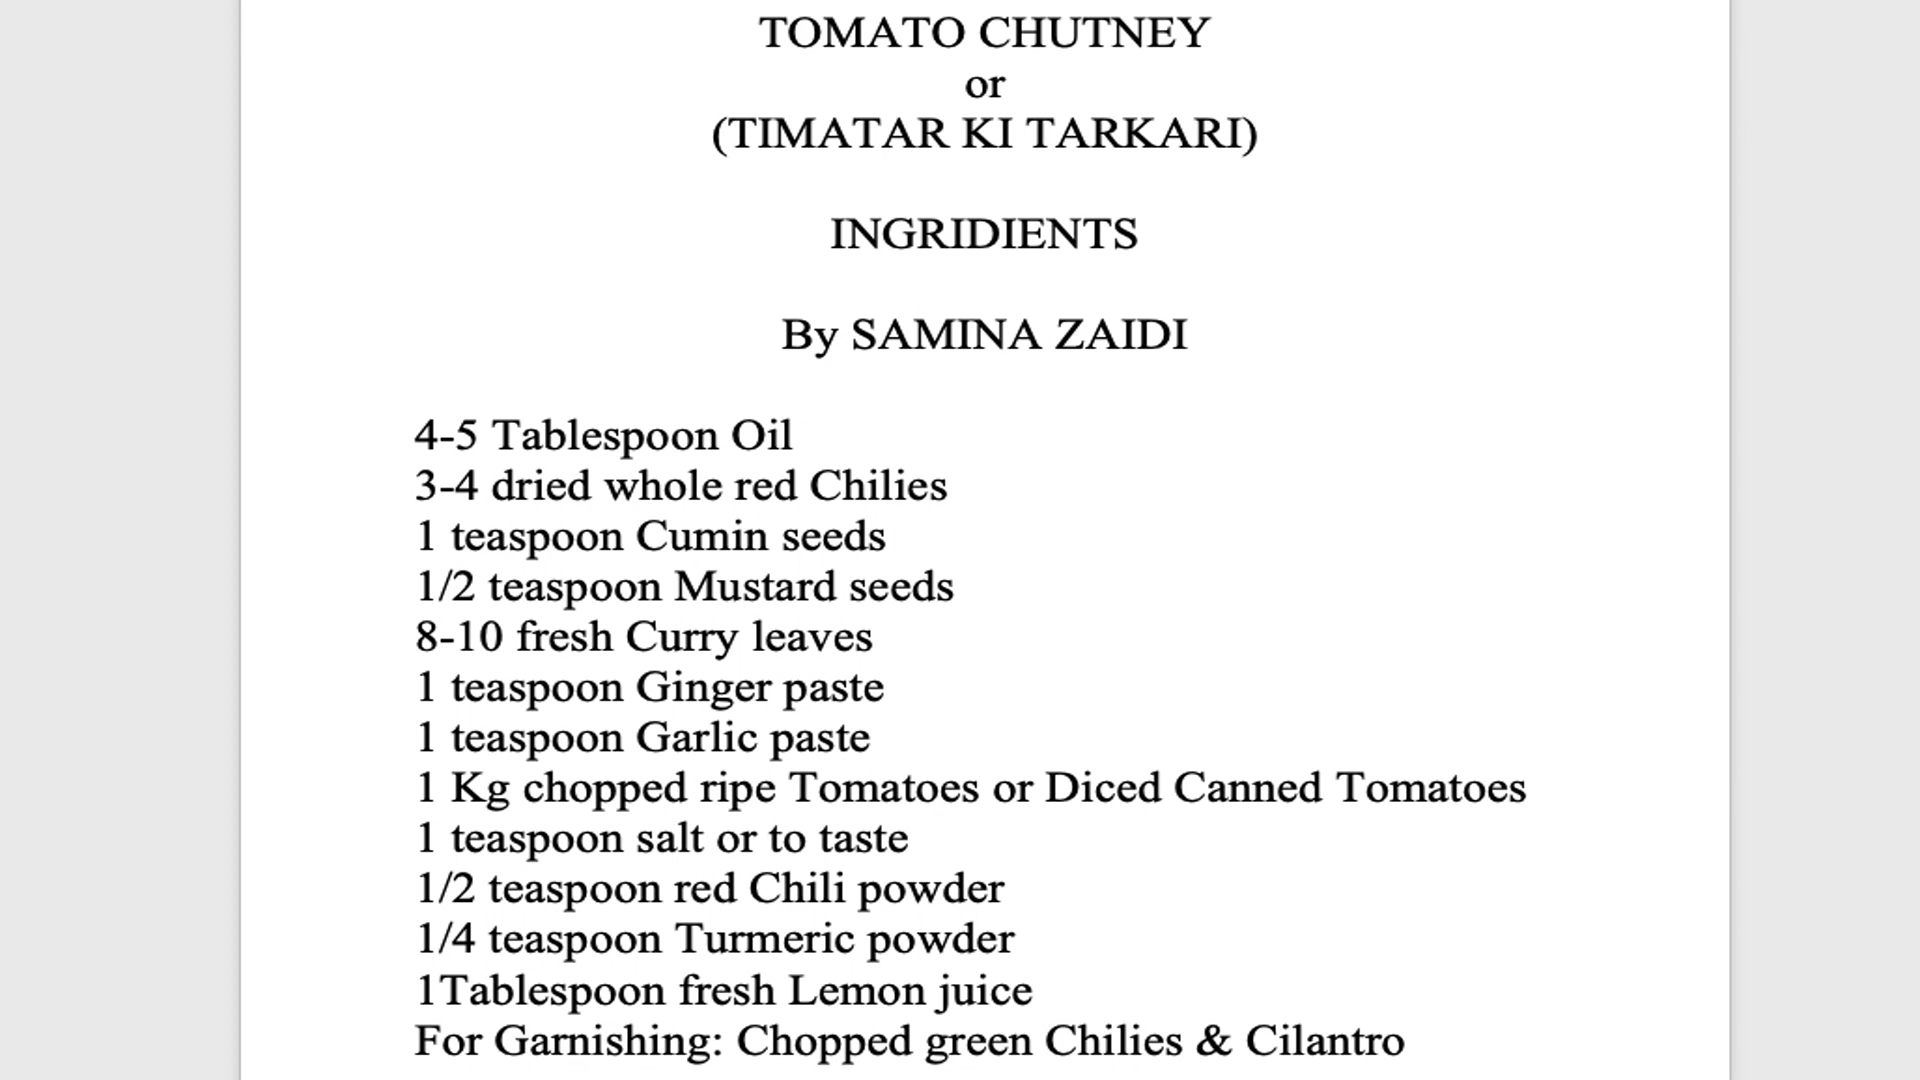 TOMATO CHUTNEY
or
(TIMATAR KI TARKARI)
INGRIDIENTS
By SAMINA ZAIDI
4-5 Tablespoon Oil
3-4 dried whole red Chilies
1 teaspoon Cumin seeds
1/2 teaspoon Mustard seeds
8-10 fresh Curry leaves
1 teaspoon Ginger paste
1 teaspoon Garlic paste
1 Kg chopped ripe Tomatoes or Diced Canned Tomatoes
1 teaspoon salt or to taste
1/2 teaspoon red Chili powder
1/4 teaspoon Turmeric powder
1Tablespoon fresh Lemon juice
For Garnishing: Chopped green Chilies & Cilantro